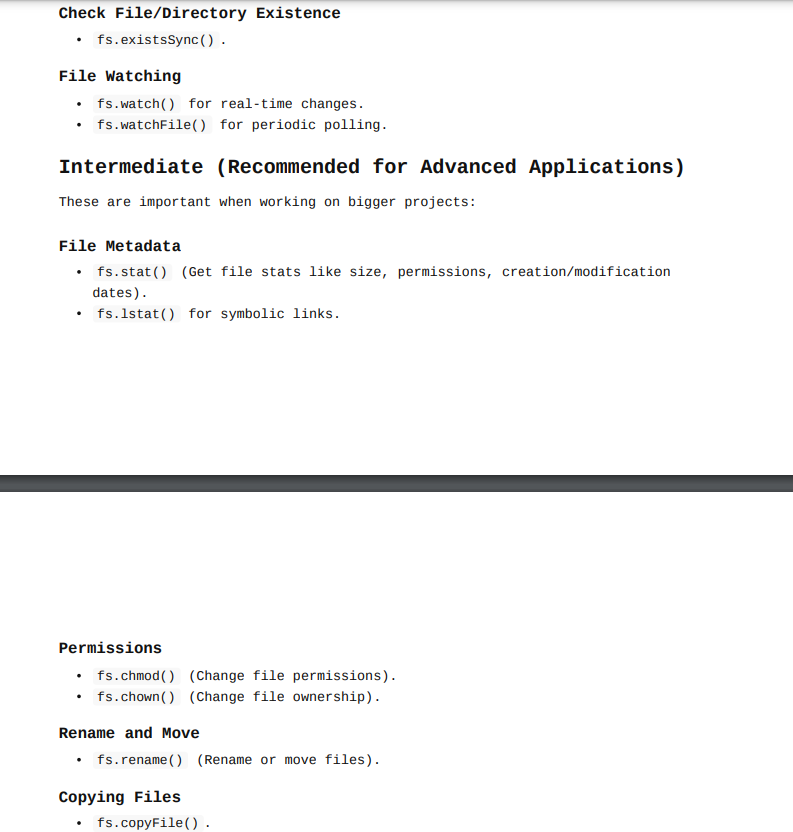 Check File/Directory Existence
• fs.existsSync() .
File Watching
• fs.watch() for real-time changes.
• fs.watchFile() for periodic polling.
Intermediate (Recommended for Advanced Applications)
These are important when working on bigger projects:
File Metadata
• fs.stat() (Get file stats like size, permissions, creation/modification
dates).
• fs.lstat() for symbolic links.
Permissions
• fs.chmod() (Change file permissions).
• fs.chown() (Change file ownership).
Rename and Move
• fs.rename() (Rename or move files).
Copying Files
• fs.copyFile() .